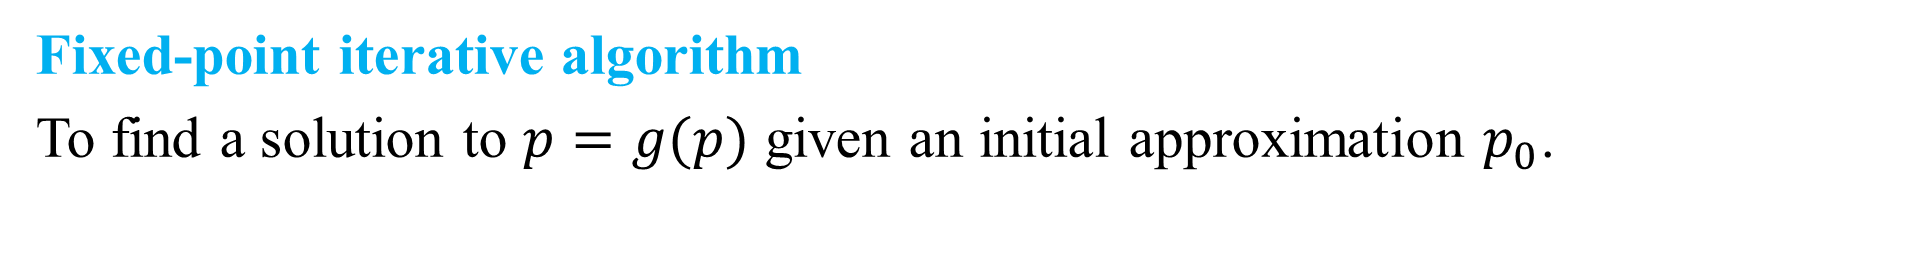 Fixed-point iterative algorithm
To find a solution to 𝑝 = 𝑔(𝑝) given an initial approximation 𝑝₀.